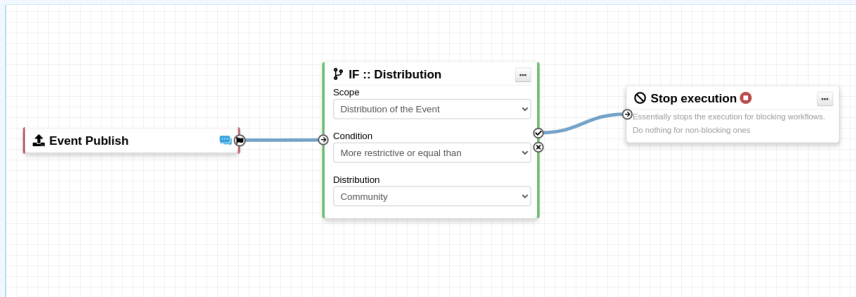 Event Publish
IF :: Distribution
...
Scope
Distribution of the Event
Condition
More restrictive or equal than
Distribution
Community
Stop execution
...
Essentially stops the execution for blocking workflows.
Do nothing for non-blocking ones